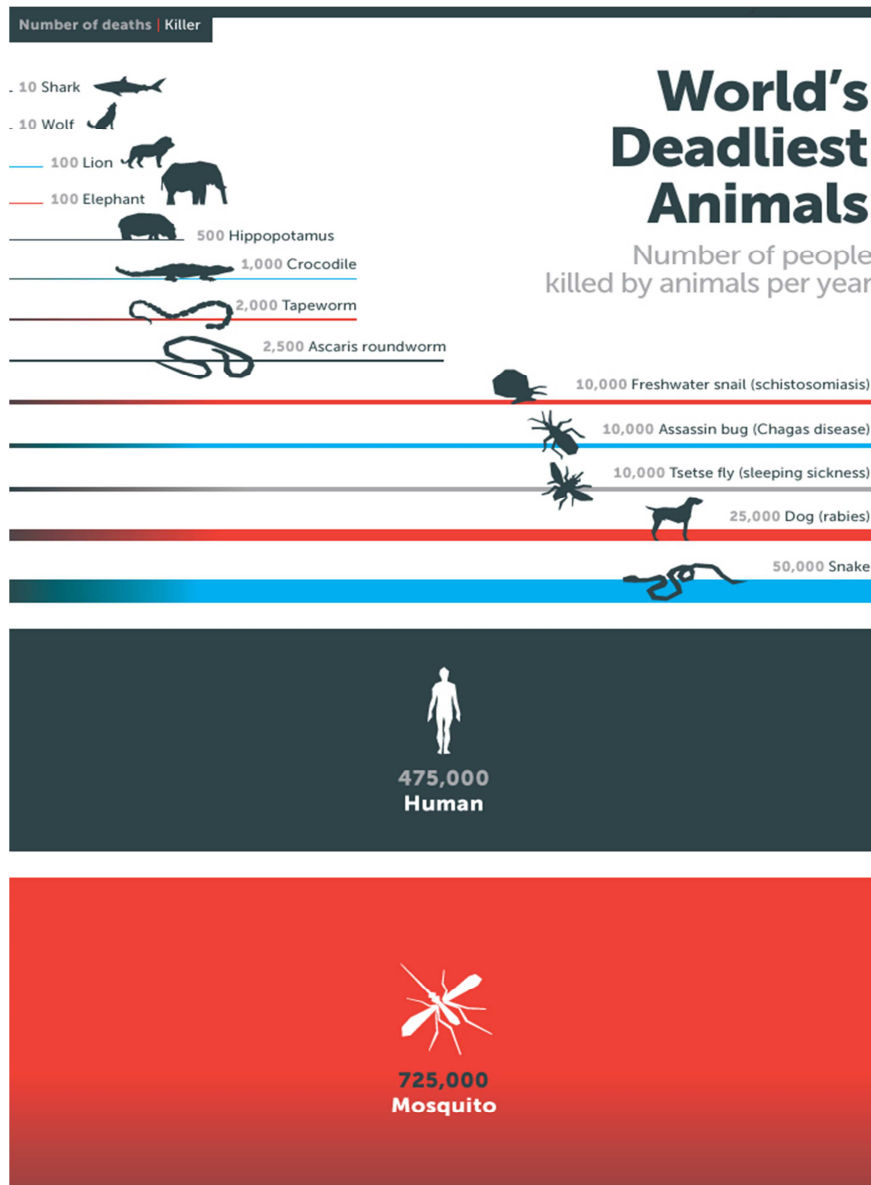 Number of deaths | Killer
World's
Deadliest
Animals
Number of people
killed by animals per year
10 Shark
10 Wolf
100 Lion
100 Elephant
500 Hippopotamus
1,000 Crocodile
2,000 Tapeworm
2,500 Ascaris roundworm
10,000 Freshwater snail (schistosomiasis)
10,000 Assassin bug (Chagas disease)
10,000 Tsetse fly (sleeping sickness)
25,000 Dog (rabies)
50,000 Snake
475,000
Human
725,000
Mosquito